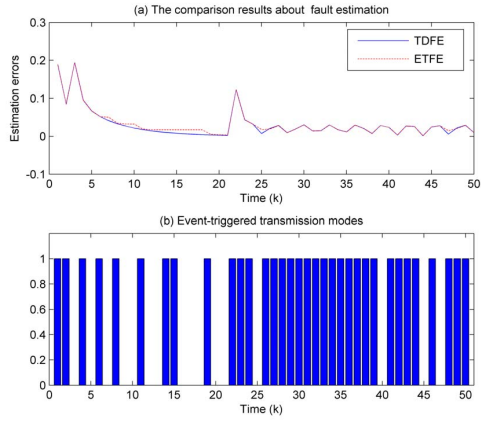 (a) The comparison results about fault estimation
0.3
0.2
0.1
0
-0.1
Estimation errors
TDFE
ETFE
0 5 10 15 20 25 30 35 40 45 50
Time (k)
(b) Event-triggered transmission modes
1
0.8
0.6
0.4
0.2
0
0 5 10 15 20 25 30 35 40 45 50
Time (k)